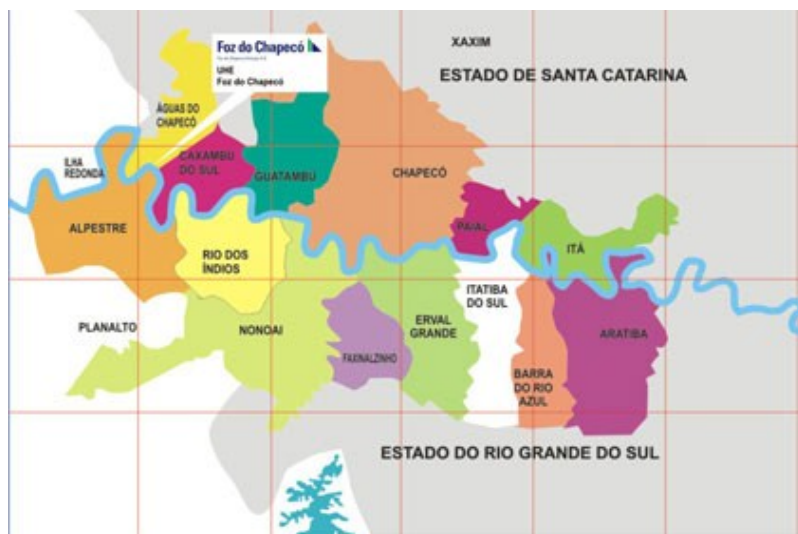 Foz do Chapecó
UHE
Foz do Chapecó
XAXIM
ESTADO DE SANTA CATARINA
ÁGUAS DO
CHAPECÓ
ILHA
REDONDA
CAXAMBU
DO SUL
GUATAMBÚ
CHAPECÓ
ALPESTRE
PAIAL
ITÁ
RIO DOS
ÍNDIOS
ITATIBA
DO SUL
PLANALTO
NONOAI
ERVAL
GRANDE
ARATIBA
FAXINALZINHO
BARRA
DO RIO
AZUL
ESTADO DO RIO GRANDE DO SUL